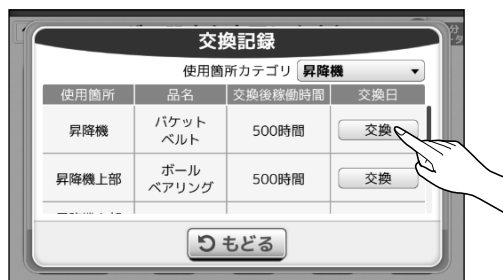 分
ータ
交換記録
使用箇所カテゴリ 昇降機 ▼
使用箇所 品名 交換後稼働時間 交換日
昇降機 バケット ベルト 500時間 交換
昇降機上部 ボール ベアリング 500時間 交換
もどる